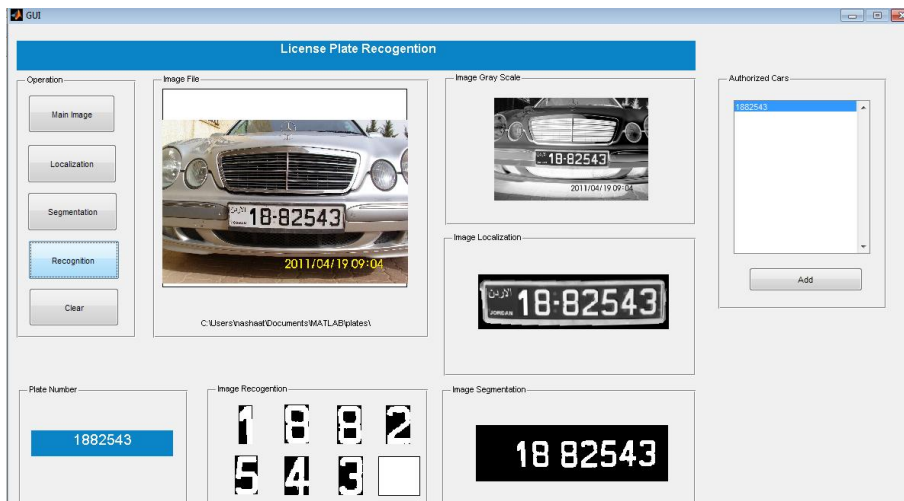 GUI
License Plate Recogention
Operation
Main Image
Localization
Segmentation
Recognition
Clear
Image File
الاردن
JORDAN
18-82543
2011/04/19 09:04
C:\Users\nashaat\Documents\MATLAB\plates\
Image Gray Scale
18-82543
2011/04/19 09:04
Image Localization
الاردن
JORDAN
18-82543
Authorized Cars
1882543
Add
Plate Number
1882543
Image Recogention
1 8 8 2
5 4 3
Image Segmentation
18 82543